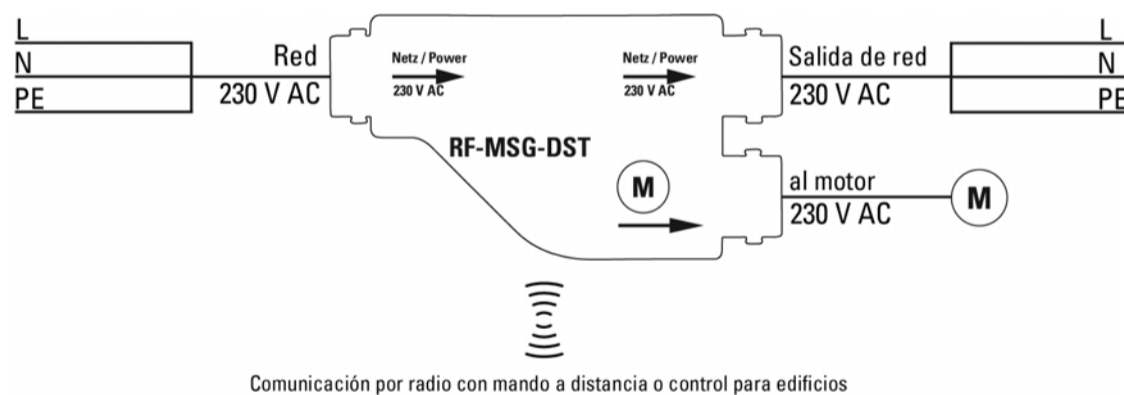 L
N
PE
Red
230 V AC
Netz / Power
230 V AC
Netz / Power
230 V AC
RF-MSG-DST
M
Salida de red
230 V AC
L
N
PE
al motor
230 V AC
M
Comunicación por radio con mando a distancia o control para edificios